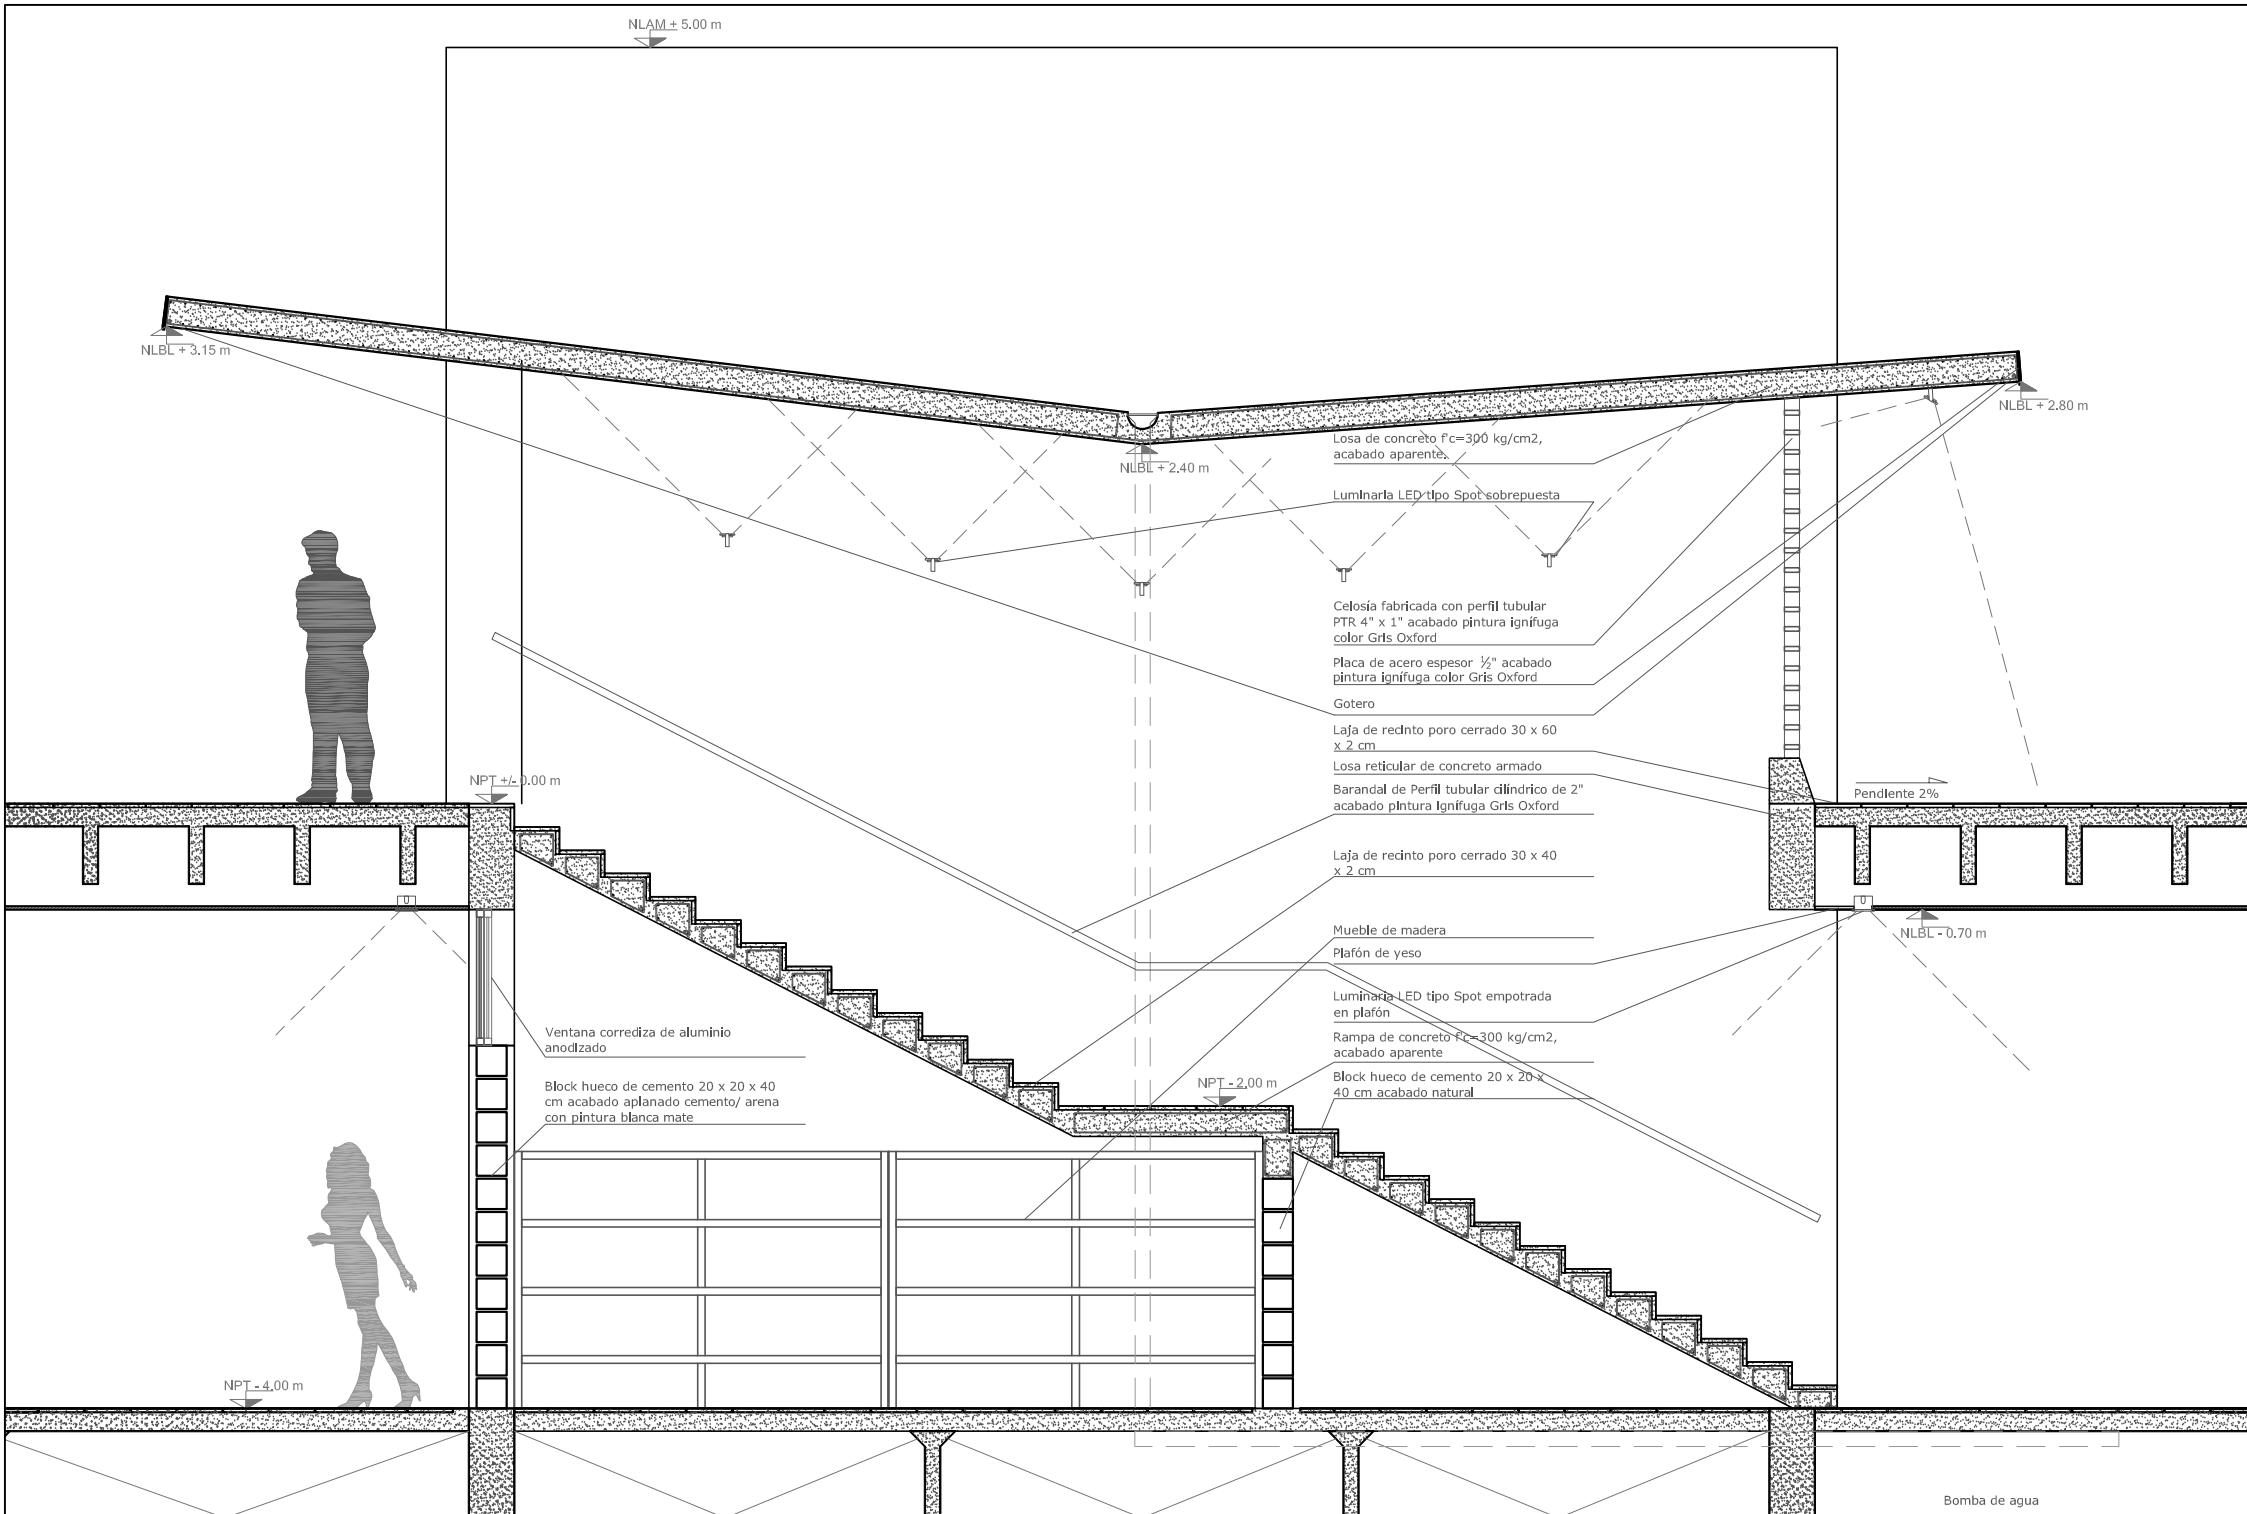 NLAM + 5.00 m
NLBL + 3.15 m
NLBL + 2.80 m
NLBL + 2.40 m
Losa de concreto f'c=300 kg/cm2,
acabado aparente.
Luminaria LED tipo Spot sobrepuesta
Celosía fabricada con perfil tubular
PTR 4" x 1" acabado pintura ignífuga
color Gris Oxford
Placa de acero espesor ½" acabado
pintura ignífuga color Gris Oxford
Gotero
Laja de recinto poro cerrado 30 x 60
x 2 cm
Losa reticular de concreto armado
Barandal de Perfil tubular cilíndrico de 2"
acabado pintura ignífuga Gris Oxford
NPT +/- 0.00 m
Pendiente 2%
Laja de recinto poro cerrado 30 x 40
x 2 cm
Mueble de madera
Plafón de yeso
NLBL - 0.70 m
Luminaria LED tipo Spot empotrada
en plafón
Rampa de concreto f'c=300 kg/cm2,
acabado aparente
Block hueco de cemento 20 x 20 x
40 cm acabado natural
Ventana corrediza de aluminio
anodizado
Block hueco de cemento 20 x 20 x 40
cm acabado aplanado cemento/ arena
con pintura blanca mate
NPT - 2.00 m
NPT - 4.00 m
Bomba de agua